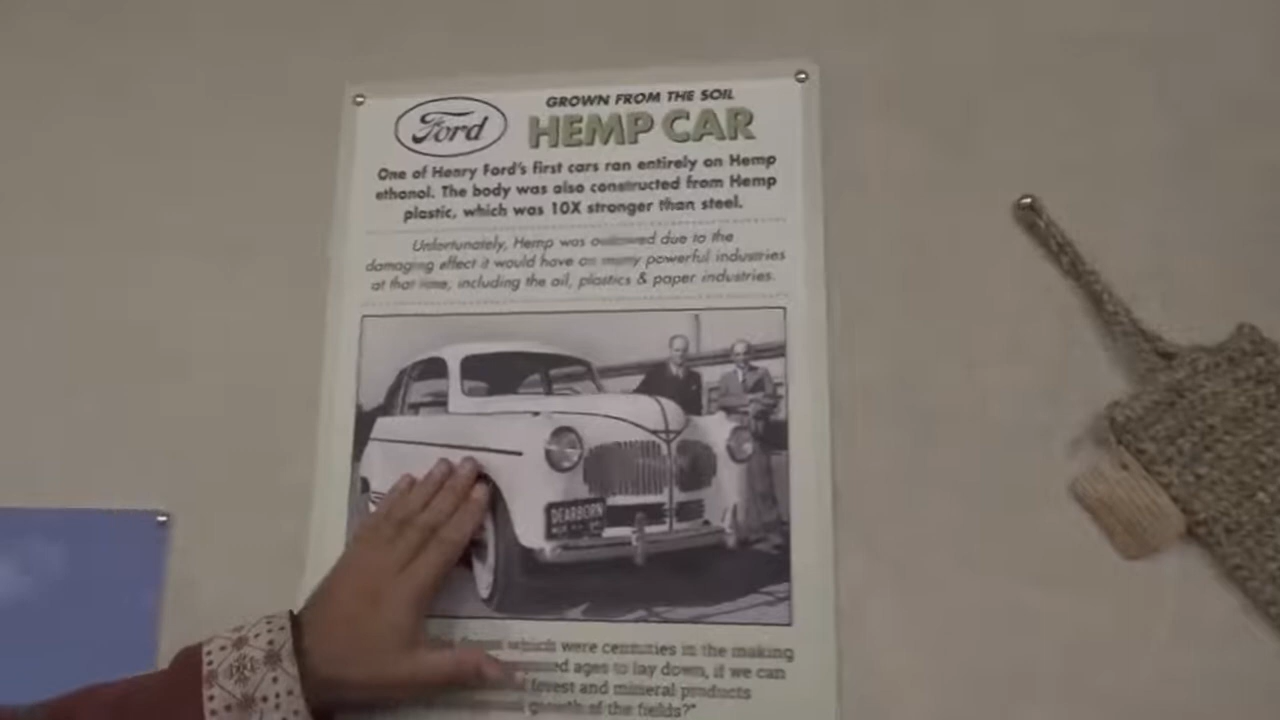 Ford
GROWN FROM THE SOIL
HEMP CAR
One of Henry Ford's first cars ran entirely on Hemp
ethanol. The body was also constructed from Hemp
plastic, which was 10X stronger than steel.
Unfortunately, Hemp was outlawed due to the
damaging effect it would have on many powerful industries
at that time, including the oil, plastics & paper industries.
DEARBORN
which were centuries in the making
ages to lay down, if we can
forest and mineral products
growth of the fields?"